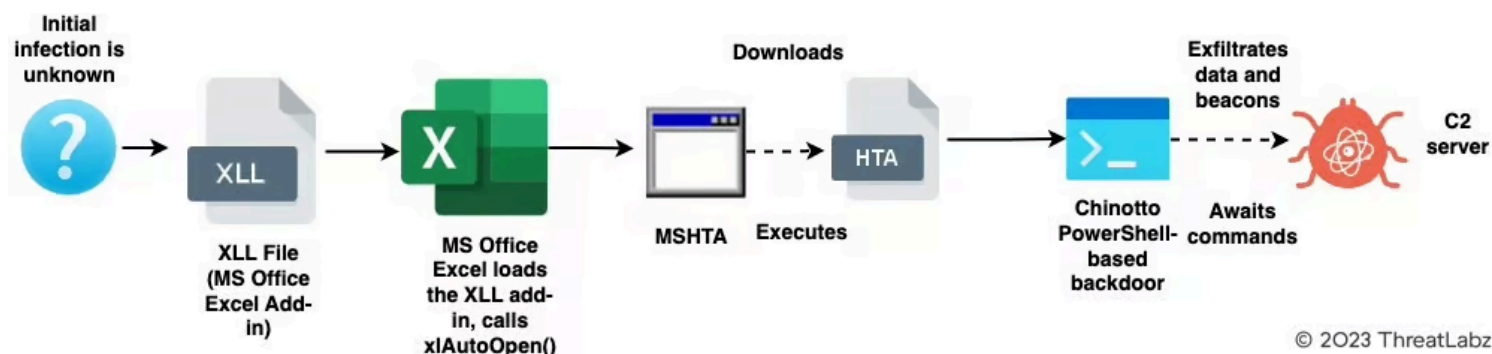 Initial
infection is
unknown
XLL
XLL File
(MS Office
Excel Add-
in)
X
MS Office
Excel loads
the XLL add-
in, calls
xlAutoOpen()
MSHTA
Downloads
Executes
HTA
>_
Chinotto
PowerShell-
based
backdoor
Exfiltrates
data and
beacons
Awaits
commands
C2
server
?
© 2023 ThreatLabz